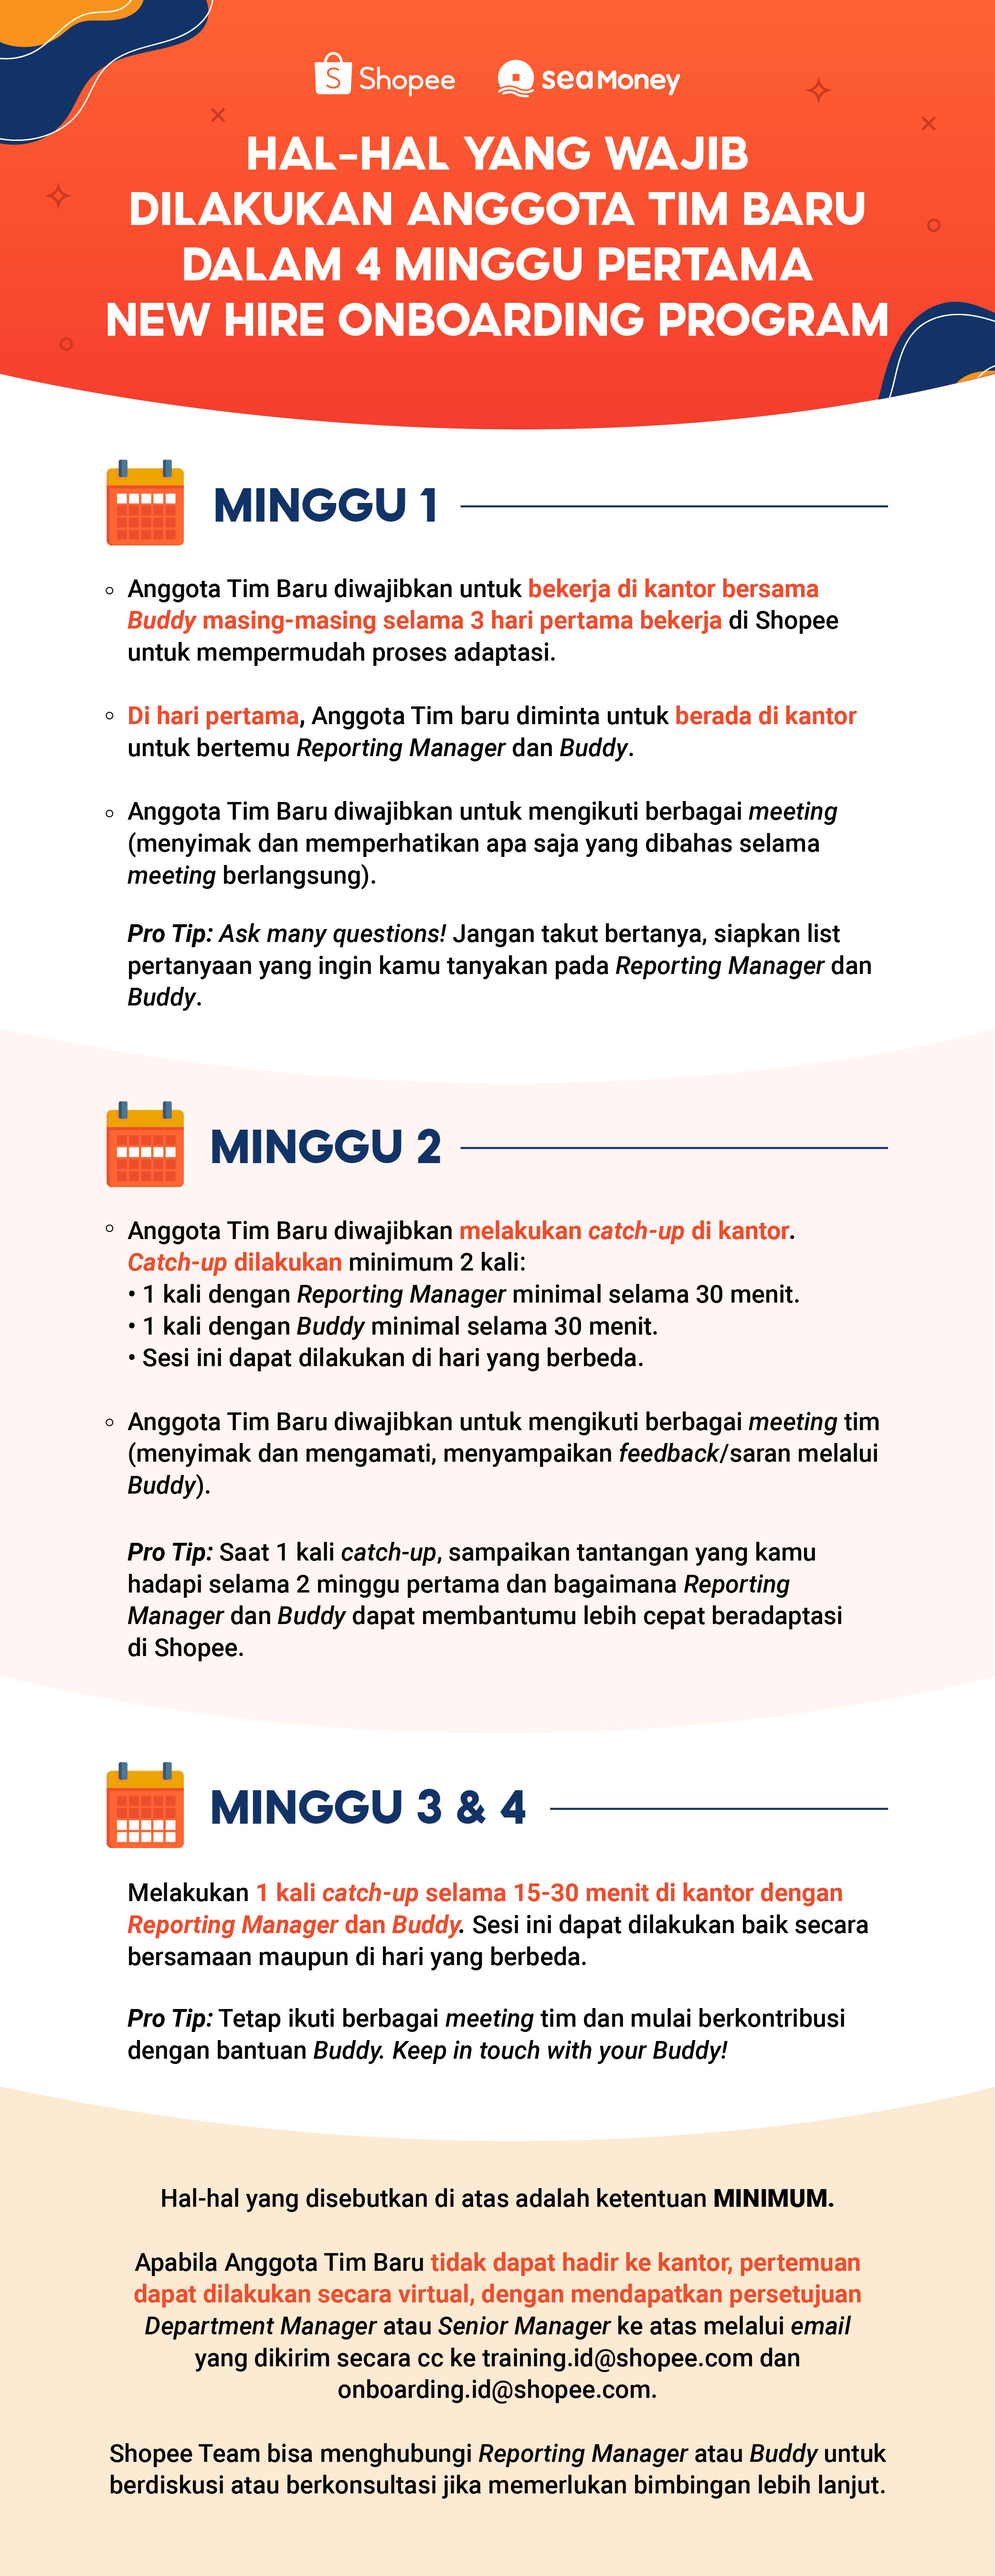 Shopee
sea Money
HAL-HAL YANG WAJIB
DILAKUKAN ANGGOTA TIM BARU
DALAM 4 MINGGU PERTAMA
NEW HIRE ONBOARDING PROGRAM
MINGGU 1
Anggota Tim Baru diwajibkan untuk bekerja di kantor bersama
Buddy masing-masing selama 3 hari pertama bekerja di Shopee
untuk mempermudah proses adaptasi.
Di hari pertama, Anggota Tim baru diminta untuk berada di kantor
untuk bertemu Reporting Manager dan Buddy.
Anggota Tim Baru diwajibkan untuk mengikuti berbagai meeting
(menyimak dan memperhatikan apa saja yang dibahas selama
meeting berlangsung).
Pro Tip: Ask many questions! Jangan takut bertanya, siapkan list
pertanyaan yang ingin kamu tanyakan pada Reporting Manager dan
Buddy.
MINGGU 2
Anggota Tim Baru diwajibkan melakukan catch-up di kantor.
Catch-up dilakukan minimum 2 kali:
• 1 kali dengan Reporting Manager minimal selama 30 menit.
• 1 kali dengan Buddy minimal selama 30 menit.
• Sesi ini dapat dilakukan di hari yang berbeda.
Anggota Tim Baru diwajibkan untuk mengikuti berbagai meeting tim
(menyimak dan mengamati, menyampaikan feedback/saran melalui
Buddy).
Pro Tip: Saat 1 kali catch-up, sampaikan tantangan yang kamu
hadapi selama 2 minggu pertama dan bagaimana Reporting
Manager dan Buddy dapat membantumu lebih cepat beradaptasi
di Shopee.
MINGGU 3 & 4
Melakukan 1 kali catch-up selama 15-30 menit di kantor dengan
Reporting Manager dan Buddy. Sesi ini dapat dilakukan baik secara
bersamaan maupun di hari yang berbeda.
Pro Tip: Tetap ikuti berbagai meeting tim dan mulai berkontribusi
dengan bantuan Buddy. Keep in touch with your Buddy!
Hal-hal yang disebutkan di atas adalah ketentuan MINIMUM.
Apabila Anggota Tim Baru tidak dapat hadir ke kantor, pertemuan
dapat dilakukan secara virtual, dengan mendapatkan persetujuan
Department Manager atau Senior Manager ke atas melalui email
yang dikirim secara cc ke training.id@shopee.com dan
onboarding.id@shopee.com.
Shopee Team bisa menghubungi Reporting Manager atau Buddy untuk
berdiskusi atau berkonsultasi jika memerlukan bimbingan lebih lanjut.